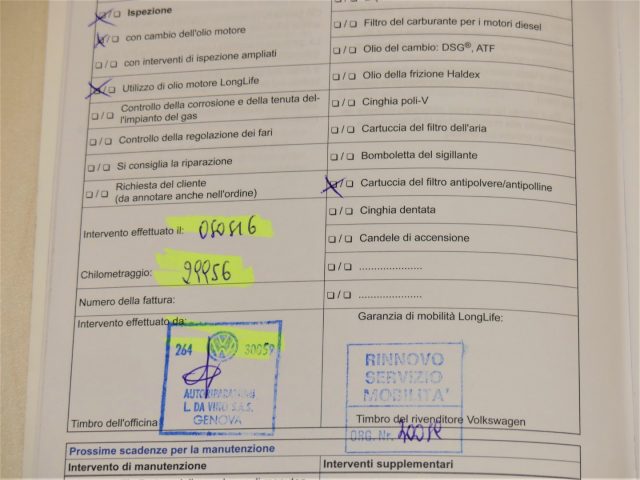 ❏/❏ Ispezione
❏/❏ con cambio dell'olio motore
❏/❏ con interventi di ispezione ampliati
❏/❏ Utilizzo di olio motore LongLife
❏/❏ Controllo della corrosione e della tenuta del-
l'impianto del gas
❏/❏ Controllo della regolazione dei fari
❏/❏ Si consiglia la riparazione
❏/❏ Richiesta del cliente
(da annotare anche nell'ordine)
Intervento effettuato il: 080816
Chilometraggio: 29956
Numero della fattura:
Intervento effettuato da:
264 30059
AUTORIPARAZIONI
L. DA VINCI S.A.S.
GENOVA
Timbro dell'officina
❏/❏ Filtro del carburante per i motori diesel
❏/❏ Olio del cambio: DSG®, ATF
❏/❏ Olio della frizione Haldex
❏/❏ Cinghia poli-V
❏/❏ Cartuccia del filtro dell'aria
❏/❏ Bomboletta del sigillante
❏/❏ Cartuccia del filtro antipolvere/antipolline
❏/❏ Cinghia dentata
❏/❏ Candele di accensione
❏/❏ ....................
❏/❏ ....................
Garanzia di mobilità LongLife:
RINNOVO
SERVIZIO
MOBILITA'
Timbro del rivenditore Volkswagen
ORG. Nr.
Prossime scadenze per la manutenzione
Intervento di manutenzione
Interventi supplementari